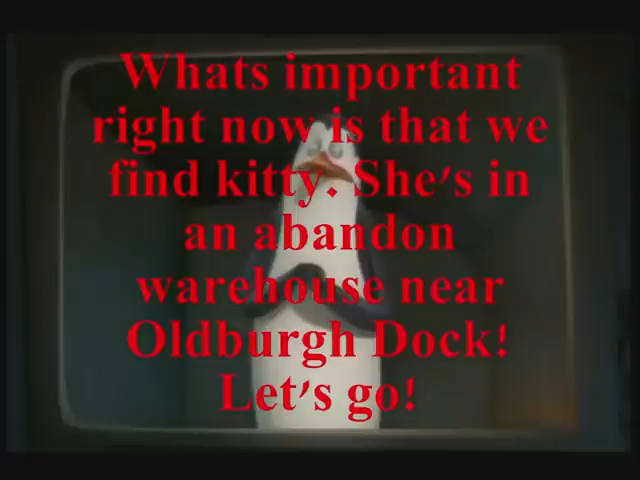 Whats important
right now is that we
find kitty. She's in
an abandon
warehouse near
Oldburgh Dock!
Let's go!